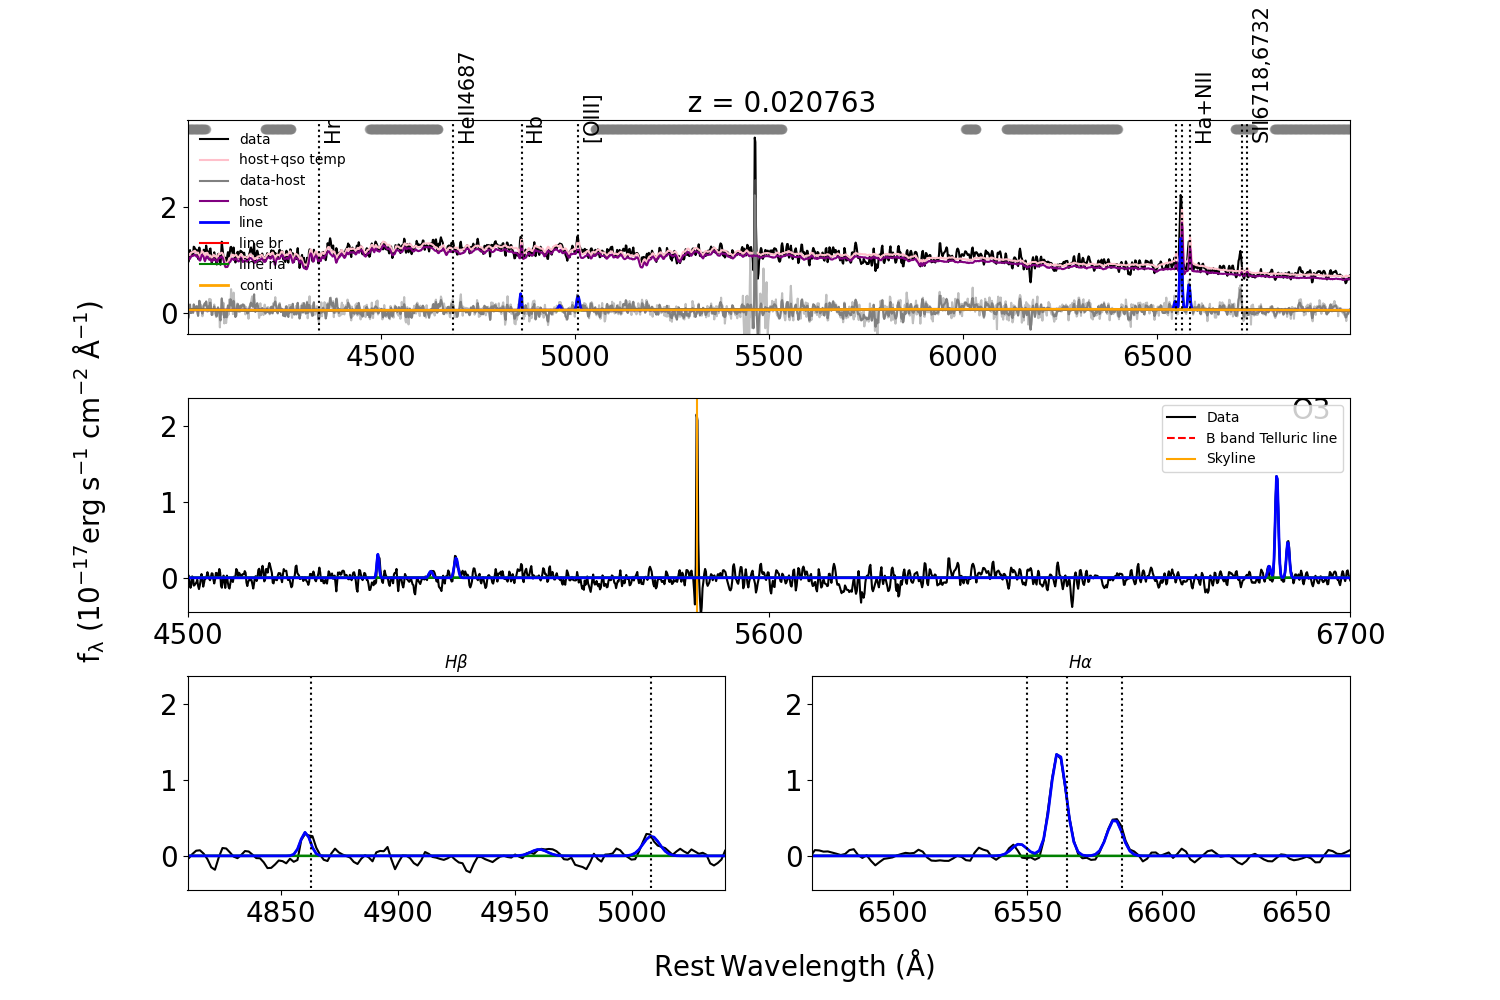 z = 0.020763
Hr
HeII4687
Hb
[OIII]
Ha+NII
SII6718,6732
data
host+qso temp
data-host
host
line
line br
line na
conti
2
0
4500
5000
5500
6000
6500
fλ (10−17erg s−1 cm−2 Å−1)
O3
Data
B band Telluric line
Skyline
2
1
0
4500
5600
6700
Hβ
2
1
0
4850
4900
4950
5000
Hα
2
1
0
6500
6550
6600
6650
Rest Wavelength (Å)